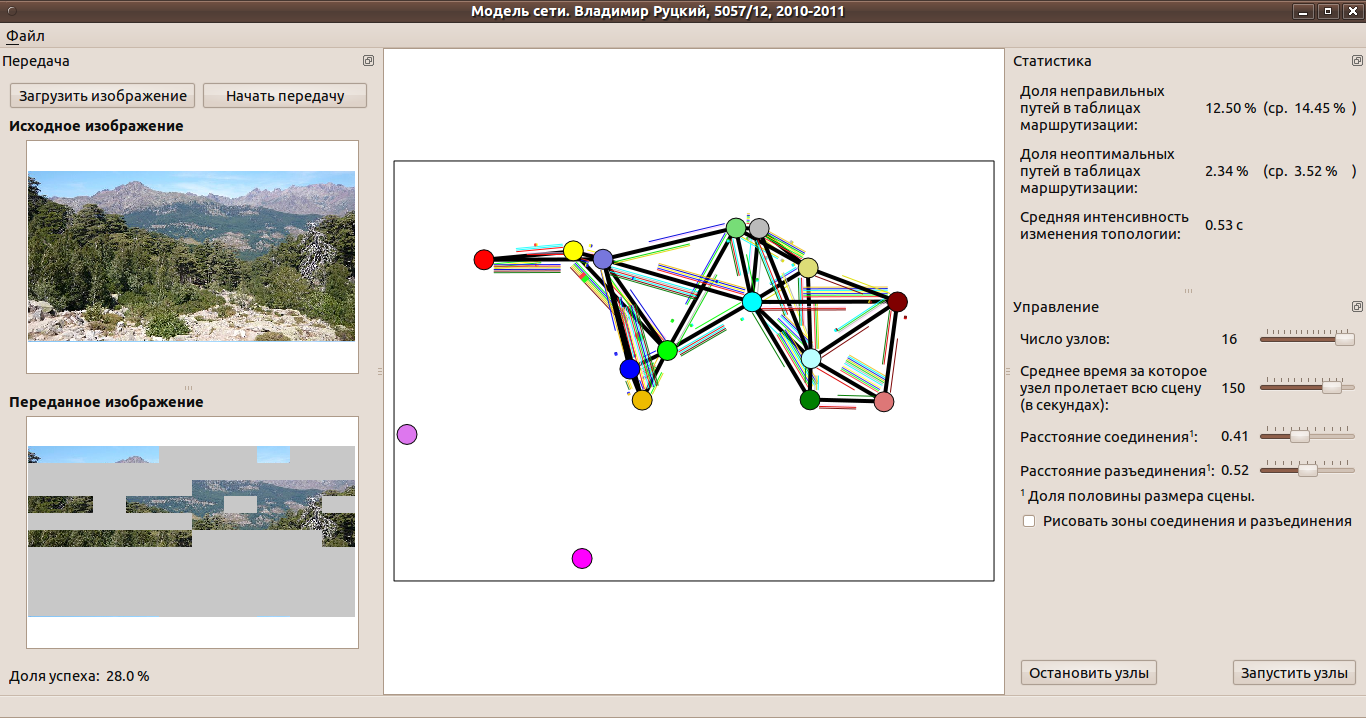 Модель сети. Владимир Руцкий, 5057/12, 2010-2011
Файл
Передача
Загрузить изображение
Начать передачу
Исходное изображение
Переданное изображение
Доля успеха: 28.0 %
Статистика
Доля неправильных
путей в таблицах
маршрутизации:
12.50 % (ср. 14.45 % )
Доля неоптимальных
путей в таблицах
маршрутизации:
2.34 % (ср. 3.52 % )
Средняя интенсивность
изменения топологии:
0.53 с
Управление
Число узлов: 16
Среднее время за которое
узел пролетает всю сцену
(в секундах):
150
Расстояние соединения¹: 0.41
Расстояние разъединения¹: 0.52
¹ Доля половины размера сцены.
Рисовать зоны соединения и разъединения
Остановить узлы
Запустить узлы